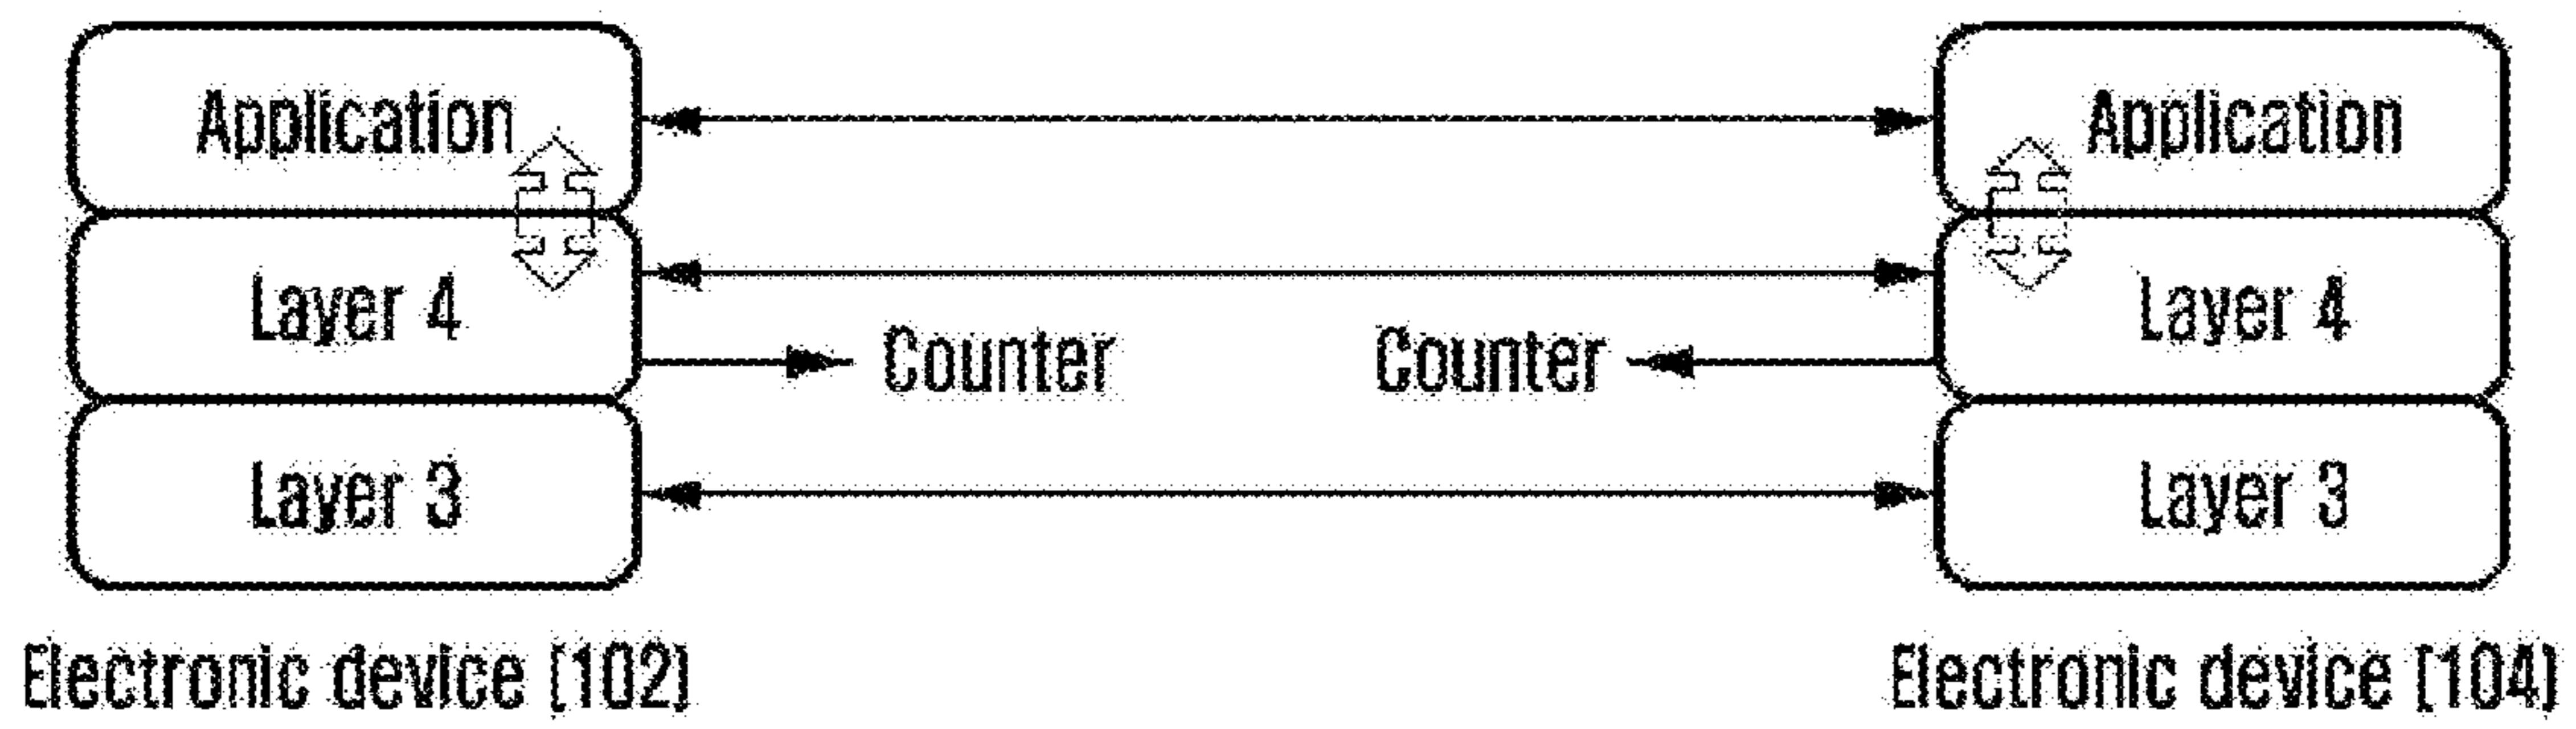 Application Application
Layer 4 Layer 4
Counter Counter
Layer 3 Layer 3
Electronic device [102] Electronic device [104]